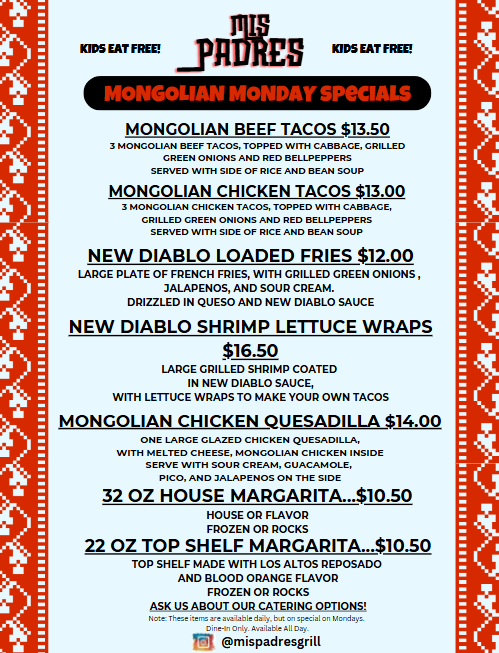 KIDS EAT FREE!
MIS
PADRES
KIDS EAT FREE!
MONGOLIAN MONDAY SPECIALS
MONGOLIAN BEEF TACOS $13.50
3 MONGOLIAN BEEF TACOS, TOPPED WITH CABBAGE, GRILLED
GREEN ONIONS AND RED BELLPEPPERS
SERVED WITH SIDE OF RICE AND BEAN SOUP
MONGOLIAN CHICKEN TACOS $13.00
3 MONGOLIAN CHICKEN TACOS, TOPPED WITH CABBAGE,
GRILLED GREEN ONIONS AND RED BELLPEPPERS
SERVED WITH SIDE OF RICE AND BEAN SOUP
NEW DIABLO LOADED FRIES $12.00
LARGE PLATE OF FRENCH FRIES, WITH GRILLED GREEN ONIONS ,
JALAPENOS, AND SOUR CREAM.
DRIZZLED IN QUESO AND NEW DIABLO SAUCE
NEW DIABLO SHRIMP LETTUCE WRAPS
$16.50
LARGE GRILLED SHRIMP COATED
IN NEW DIABLO SAUCE,
WITH LETTUCE WRAPS TO MAKE YOUR OWN TACOS
MONGOLIAN CHICKEN QUESADILLA $14.00
ONE LARGE GLAZED CHICKEN QUESADILLA,
WITH MELTED CHEESE, MONGOLIAN CHICKEN INSIDE
SERVE WITH SOUR CREAM, GUACAMOLE,
PICO, AND JALAPENOS ON THE SIDE
32 OZ HOUSE MARGARITA...$10.50
HOUSE OR FLAVOR
FROZEN OR ROCKS
22 OZ TOP SHELF MARGARITA...$10.50
TOP SHELF MADE WITH LOS ALTOS REPOSADO
AND BLOOD ORANGE FLAVOR
FROZEN OR ROCKS
ASK US ABOUT OUR CATERING OPTIONS!
Note: These items are available daily, but on special on Mondays.
Dine-In Only. Available All Day.
@mispadresgrill